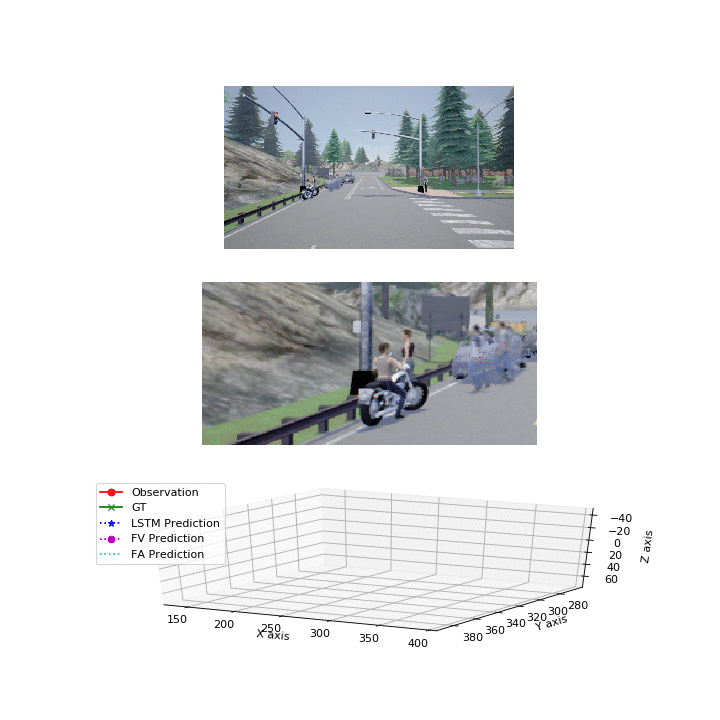 Observation
GT
LSTM Prediction
FV Prediction
FA Prediction
−40
−20
0
20
40
60
Z axis
150
200
250
300
350
400
X axis
380
360
340
320
300
280
Y axis